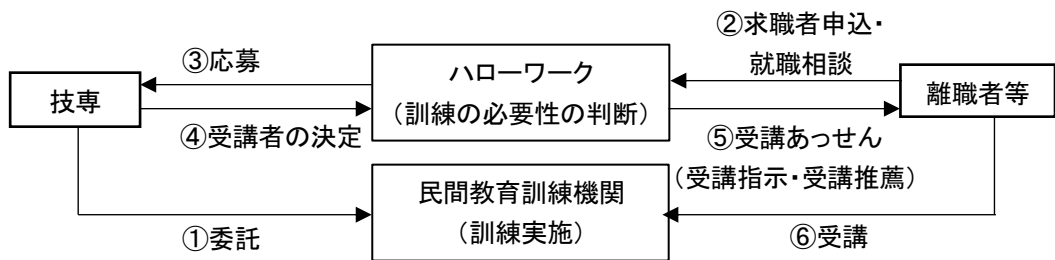 ②求職者申込・
就職相談
③応募
ハローワーク
(訓練の必要性の判断)
技専
離職者等
④受講者の決定
⑤受講あっせん
(受講指示・受講推薦)
民間教育訓練機関
(訓練実施)
①委託
⑥受講